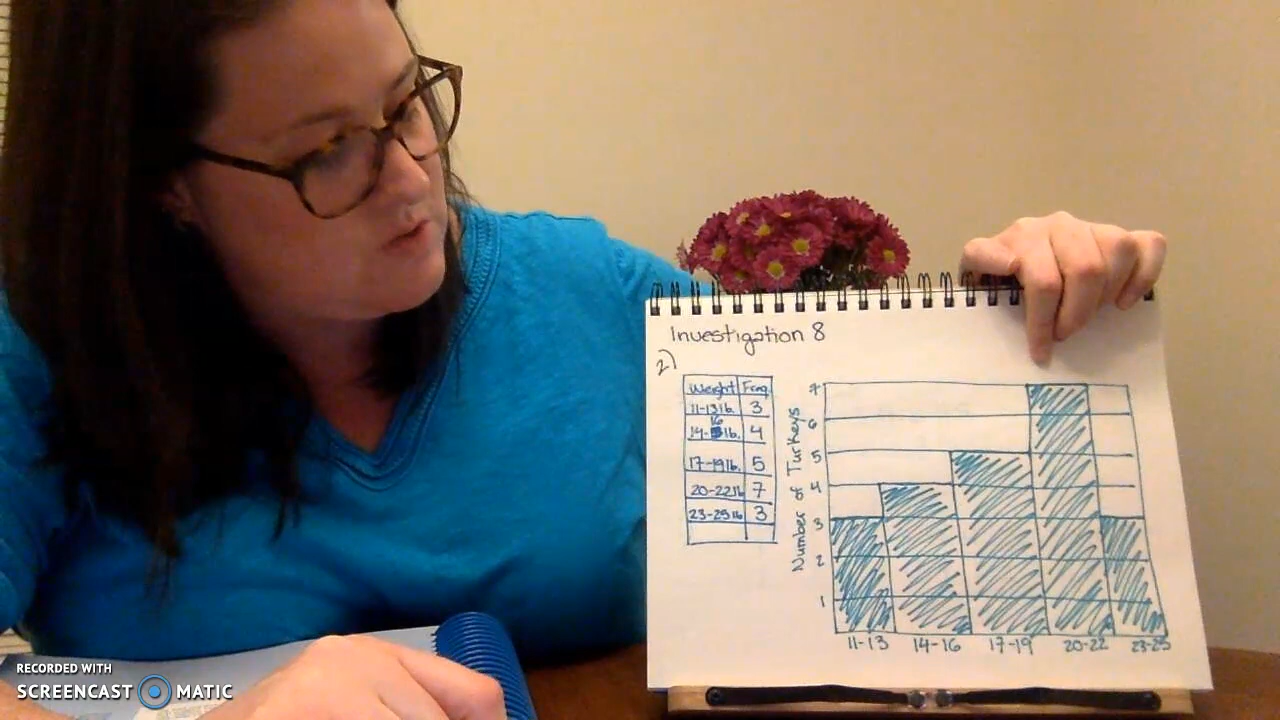 Investigation 8
2)
Weight Freq
11-13lb. 3
14-16lb. 4
17-19lb. 5
20-22lb 7
23-25lb 3
Number of Turkeys
7
6
5
4
3
2
1
11-13 14-16 17-19 20-22 23-25
RECORDED WITH
SCREENCAST MATIC